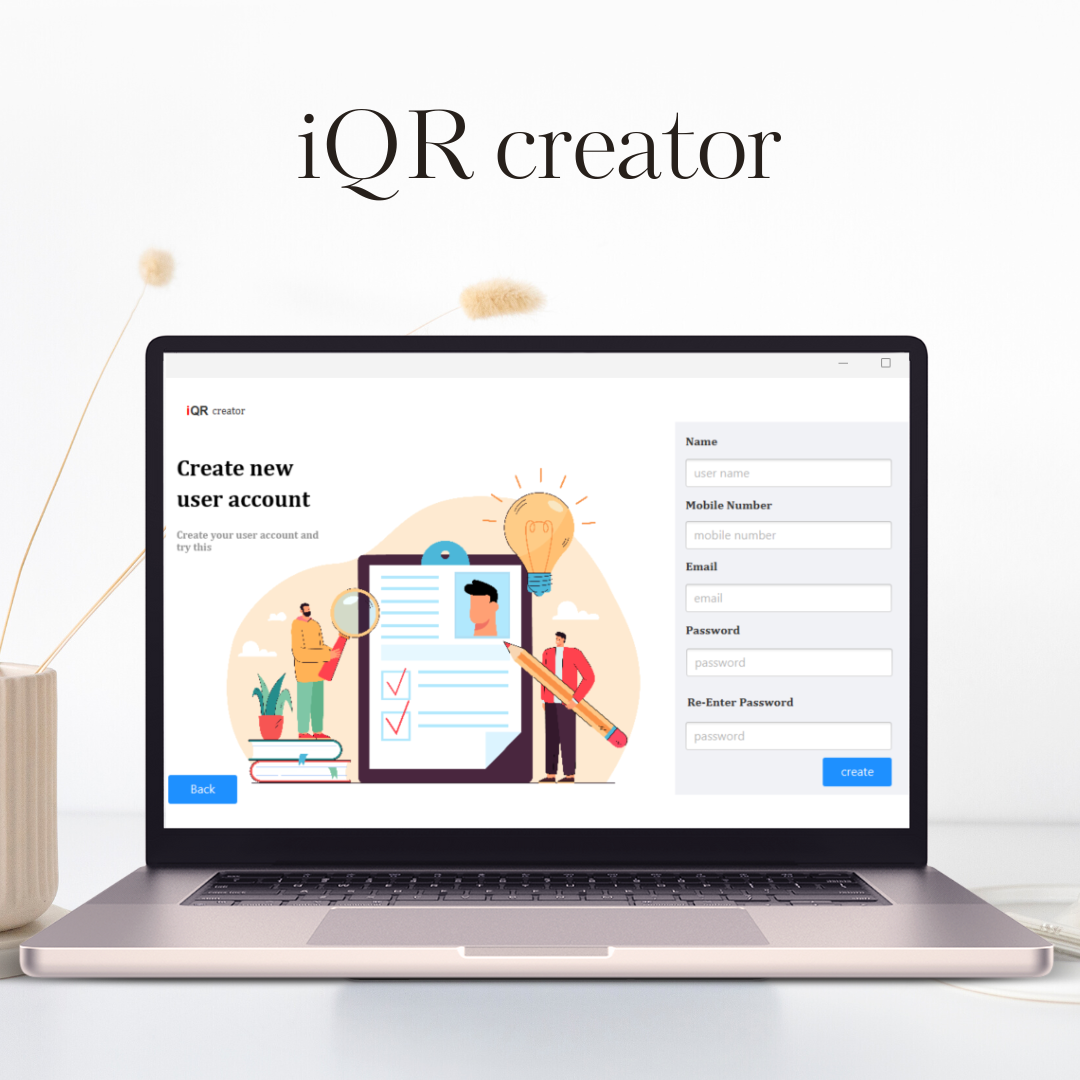 iQR creator
iQR creator
Create new
user account
Create your user account and
try this
Back
Name
user name
Mobile Number
mobile number
Email
email
Password
password
Re-Enter Password
password
create